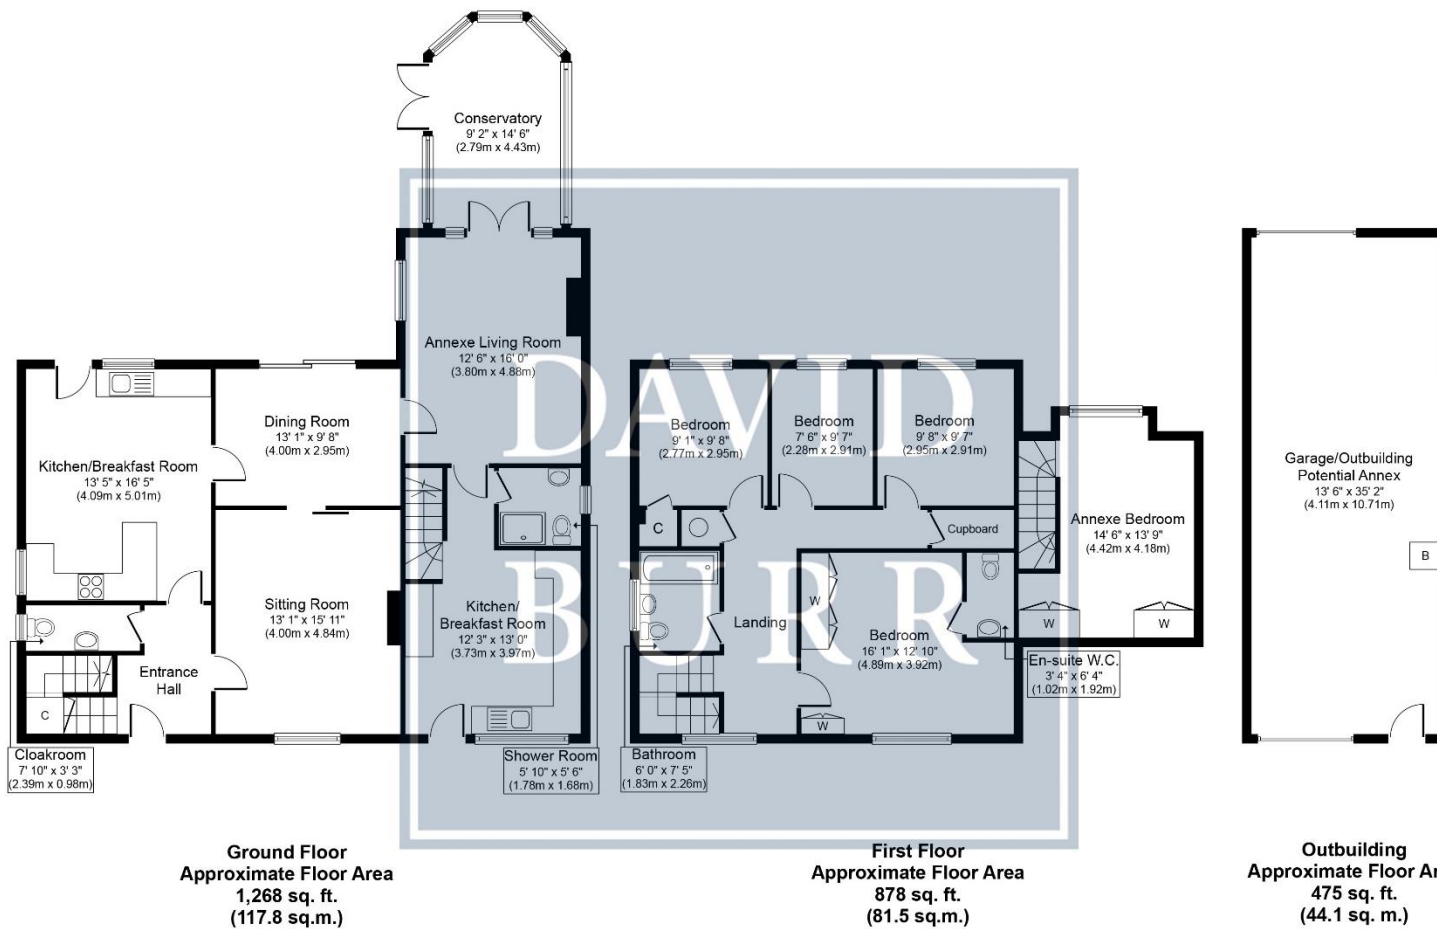 Conservatory
9' 2" x 14' 6"
(2.79m x 4.43m)
Annexe Living Room
12' 6" x 16' 0"
(3.80m x 4.88m)
Dining Room
13' 1" x 9' 8"
(4.00m x 2.95m)
Kitchen/Breakfast Room
13' 5" x 16' 5"
(4.09m x 5.01m)
Sitting Room
13' 1" x 15' 11"
(4.00m x 4.84m)
Kitchen/
Breakfast Room
12' 3" x 13' 0"
(3.73m x 3.97m)
Entrance
Hall
C
Cloakroom
7' 10" x 3' 3"
(2.39m x 0.98m)
Shower Room
5' 10" x 5' 6"
(1.78m x 1.68m)
Ground Floor
Approximate Floor Area
1,268 sq. ft.
(117.8 sq.m.)
DAVID
BURR
Bedroom
9' 1" x 9' 8"
(2.77m x 2.95m)
Bedroom
7' 6" x 9' 7"
(2.28m x 2.91m)
Bedroom
9' 8" x 9' 7"
(2.95m x 2.91m)
C
Cupboard
Annexe Bedroom
14' 6" x 13' 9"
(4.42m x 4.18m)
W
W
W
Landing
Bedroom
16' 1" x 12' 10"
(4.89m x 3.92m)
W
En-suite W.C.
3' 4" x 6' 4"
(1.02m x 1.92m)
Bathroom
6' 0" x 7' 5"
(1.83m x 2.26m)
First Floor
Approximate Floor Area
878 sq. ft.
(81.5 sq.m.)
Garage/Outbuilding
Potential Annex
13' 6" x 35' 2"
(4.11m x 10.71m)
B
Outbuilding
Approximate Floor Ar
475 sq. ft.
(44.1 sq. m.)